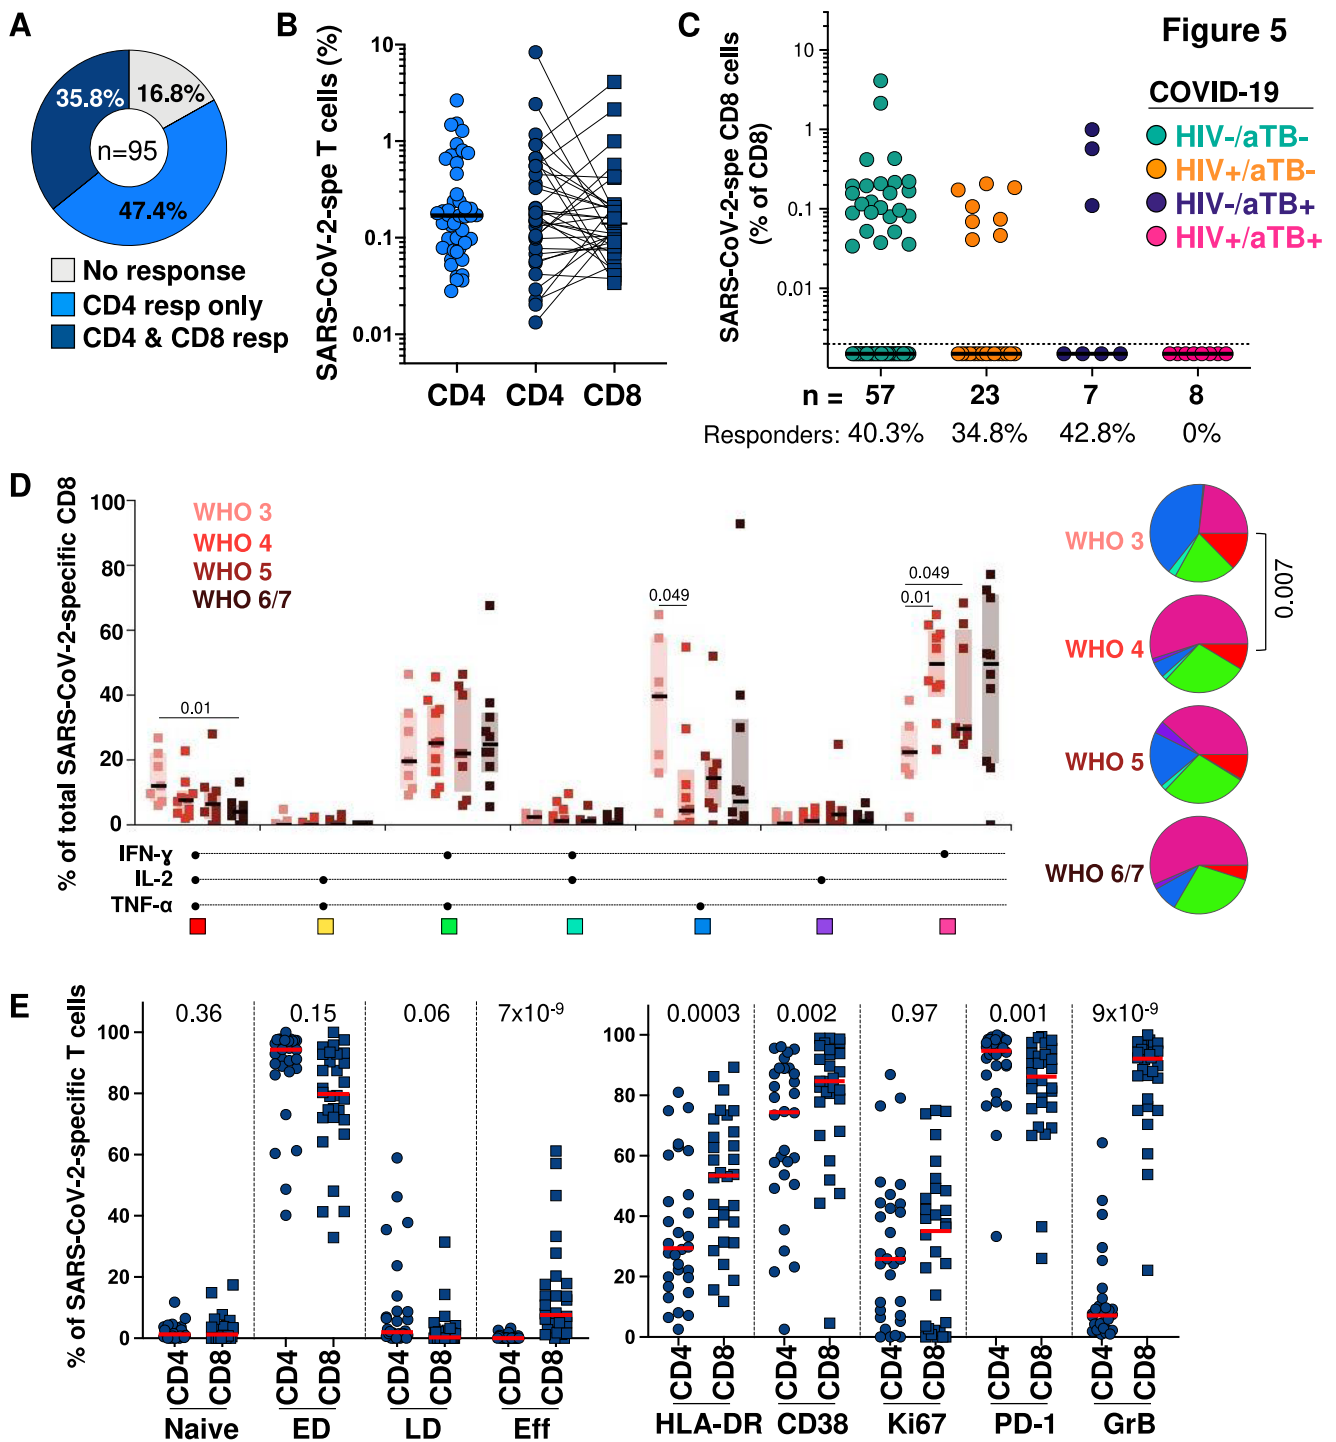 Figure 5
A
35.8%
16.8%
n=95
47.4%
No response
CD4 resp only
CD4 & CD8 resp
B
SARS-CoV-2-spe T cells (%)
10
1
0.1
0.01
CD4 CD4 CD8
C
SARS-CoV-2-spe CD8 cells
(% of CD8)
10
1
0.1
0.01
COVID-19
HIV-/aTB-
HIV+/aTB-
HIV-/aTB+
HIV+/aTB+
n = 57 23 7 8
Responders: 40.3% 34.8% 42.8% 0%
D
% of total SARS-CoV-2-specific CD8
100
80
60
40
20
0
WHO 3
WHO 4
WHO 5
WHO 6/7
0.01
0.049
0.049
0.01
IFN-γ
IL-2
TNF-α
WHO 3
WHO 4
WHO 5
WHO 6/7
0.007
E
% of SARS-CoV-2-specific T cells
100
80
60
40
20
0
0.36 0.15 0.06 7x10⁻⁹
CD4 CD8 CD4 CD8 CD4 CD8 CD4 CD8
Naive ED LD Eff
100
80
60
40
20
0
0.0003 0.002 0.97 0.001 9x10⁻⁹
CD4 CD8 CD4 CD8 CD4 CD8 CD4 CD8 CD4 CD8
HLA-DR CD38 Ki67 PD-1 GrB